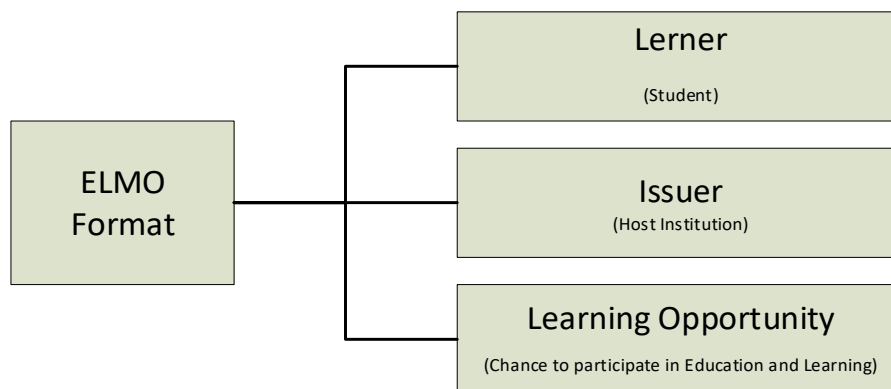 ELMO
Format
Lerner
(Student)
Issuer
(Host Institution)
Learning Opportunity
(Chance to participate in Education and Learning)